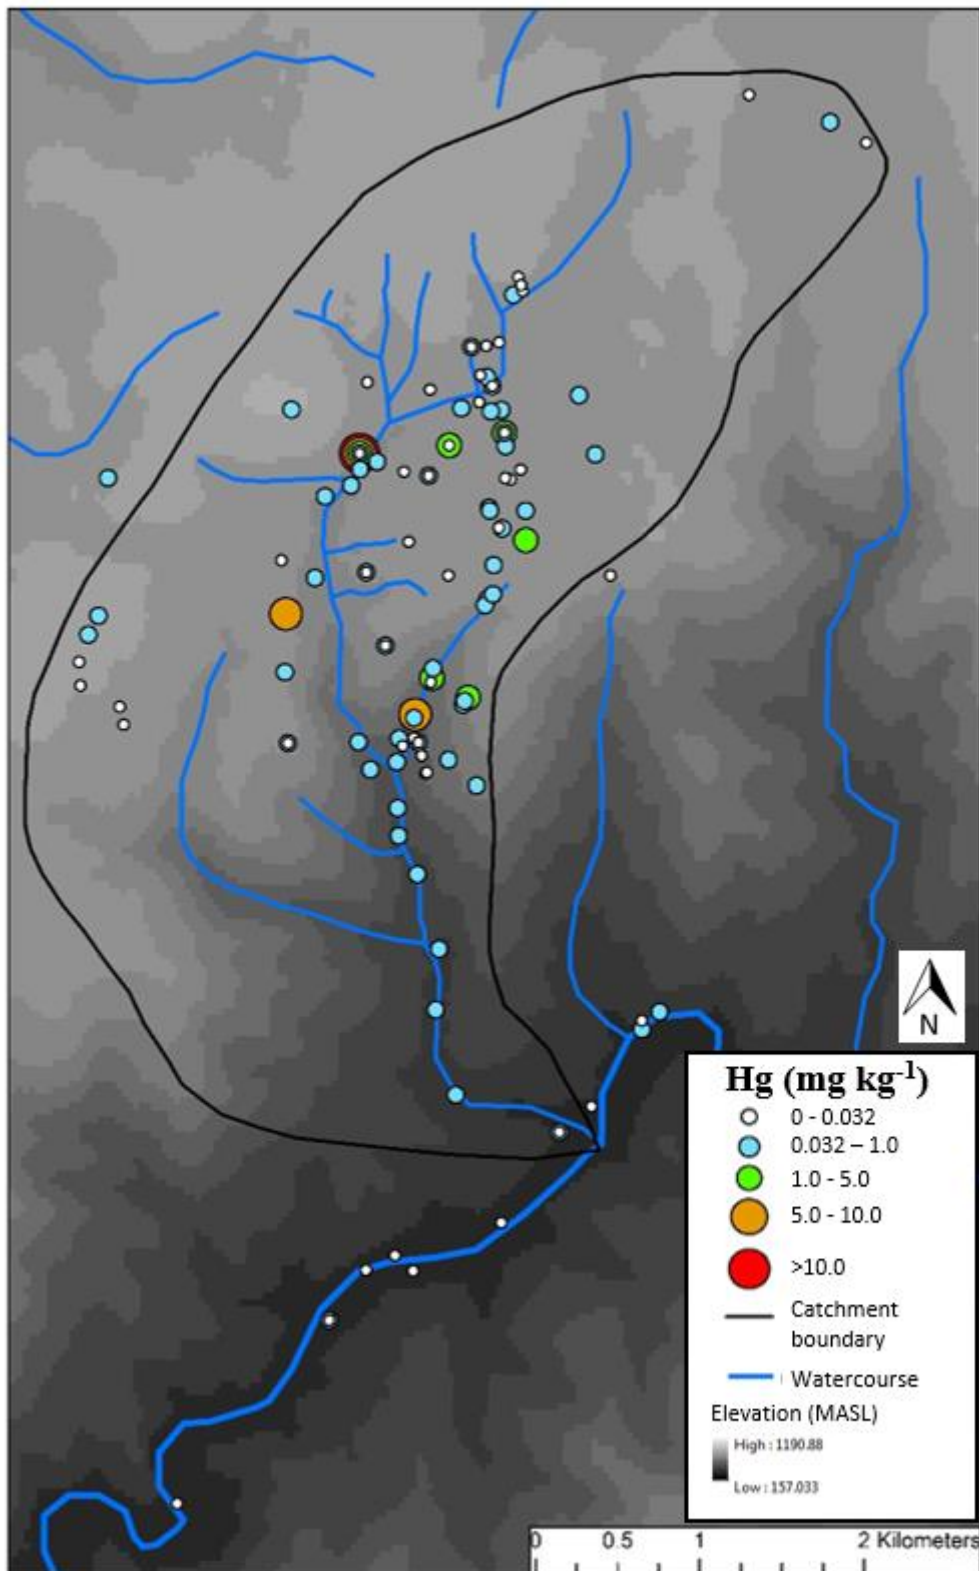 N
Hg (mg kg-1)
0 - 0.032
0.032 – 1.0
1.0 - 5.0
5.0 - 10.0
>10.0
Catchment
boundary
Watercourse
Elevation (MASL)
High : 1190.88
Low : 157.033
0 0.5 1 2 Kilometers